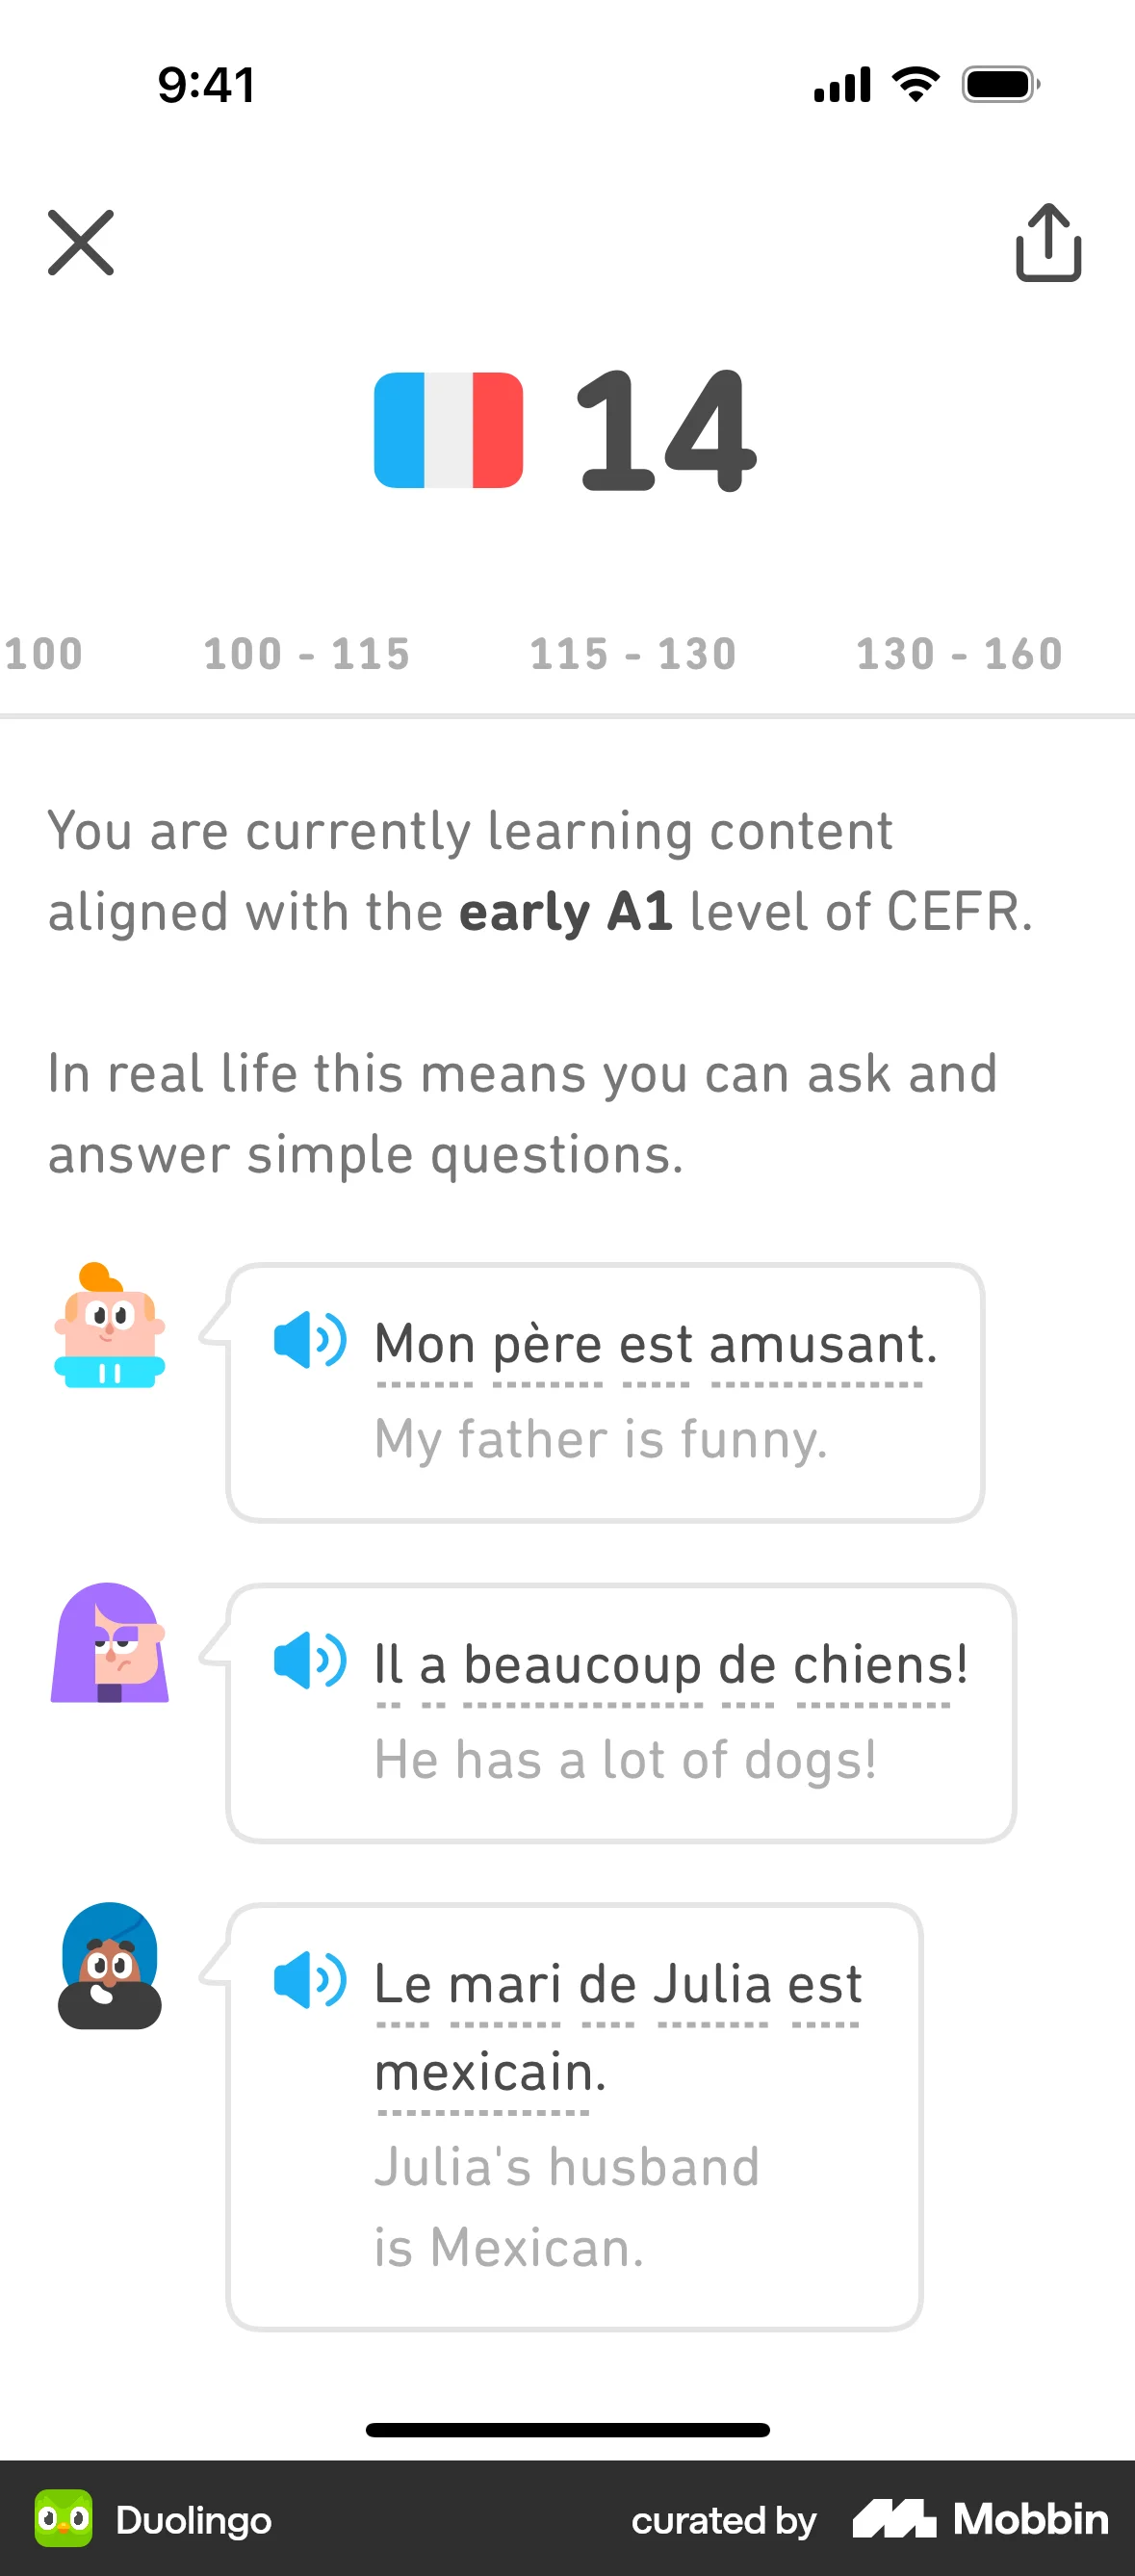 9:41
14
100 100 - 115 115 - 130 130 - 160
You are currently learning content
aligned with the early A1 level of CEFR.
In real life this means you can ask and
answer simple questions.
Mon père est amusant.
My father is funny.
Il a beaucoup de chiens!
He has a lot of dogs!
Le mari de Julia est
mexicain.
Julia's husband
is Mexican.
Duolingo curated by Mobbin